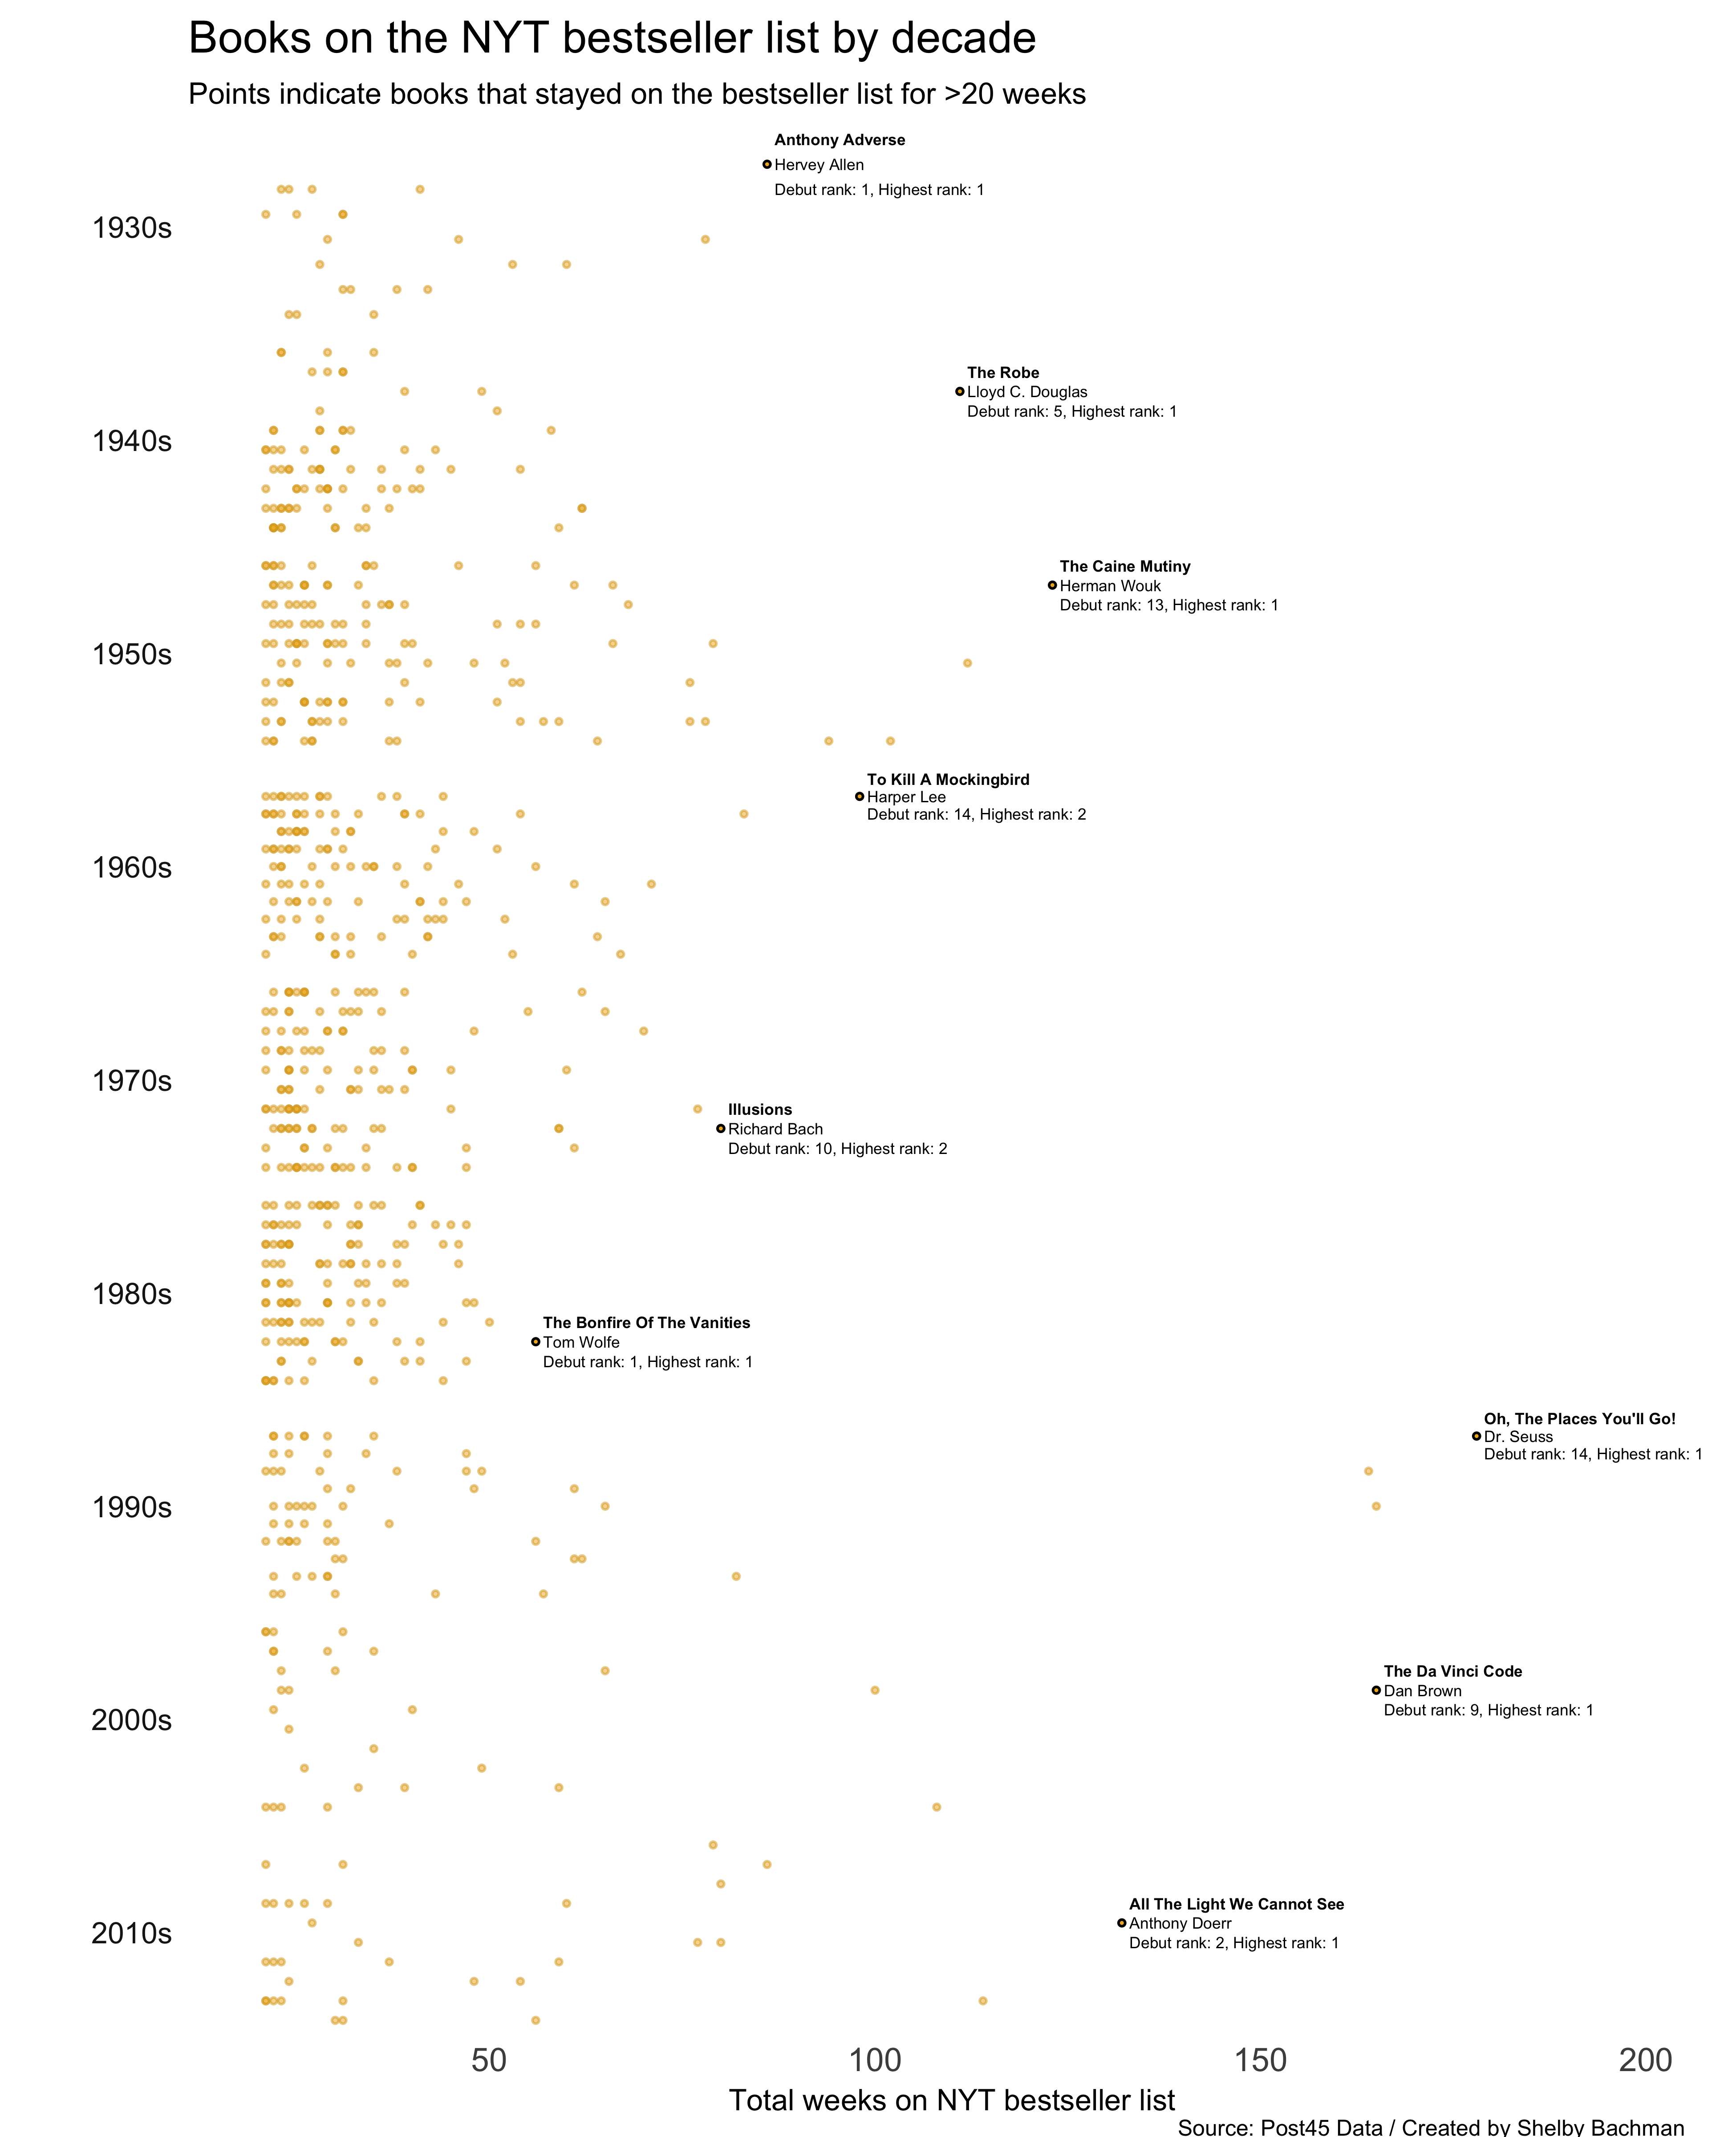 Books on the NYT bestseller list by decade
Points indicate books that stayed on the bestseller list for >20 weeks
Anthony Adverse
Hervey Allen
Debut rank: 1, Highest rank: 1
1930s
The Robe
Lloyd C. Douglas
Debut rank: 5, Highest rank: 1
1940s
The Caine Mutiny
Herman Wouk
Debut rank: 13, Highest rank: 1
1950s
To Kill A Mockingbird
Harper Lee
Debut rank: 14, Highest rank: 2
1960s
1970s
Illusions
Richard Bach
Debut rank: 10, Highest rank: 2
1980s
The Bonfire Of The Vanities
Tom Wolfe
Debut rank: 1, Highest rank: 1
Oh, The Places You'll Go!
Dr. Seuss
Debut rank: 14, Highest rank: 1
1990s
The Da Vinci Code
Dan Brown
Debut rank: 9, Highest rank: 1
2000s
All The Light We Cannot See
Anthony Doerr
Debut rank: 2, Highest rank: 1
2010s
50 100 150 200
Total weeks on NYT bestseller list
Source: Post45 Data / Created by Shelby Bachman